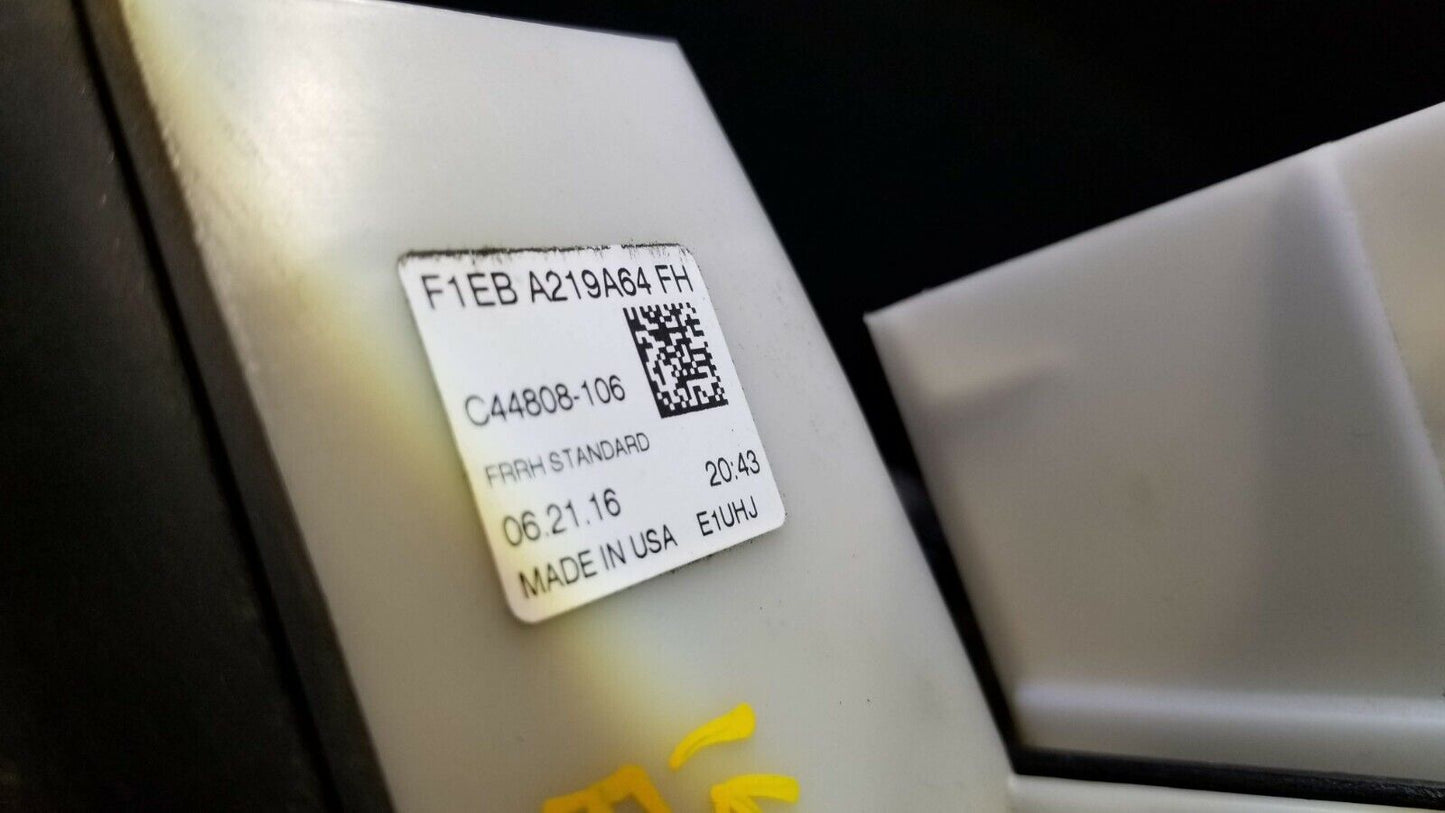 F1EB A219A64 FH
C44808-106
FRRH STANDARD
06.21.16 20:43
MADE IN USA E1UHJ